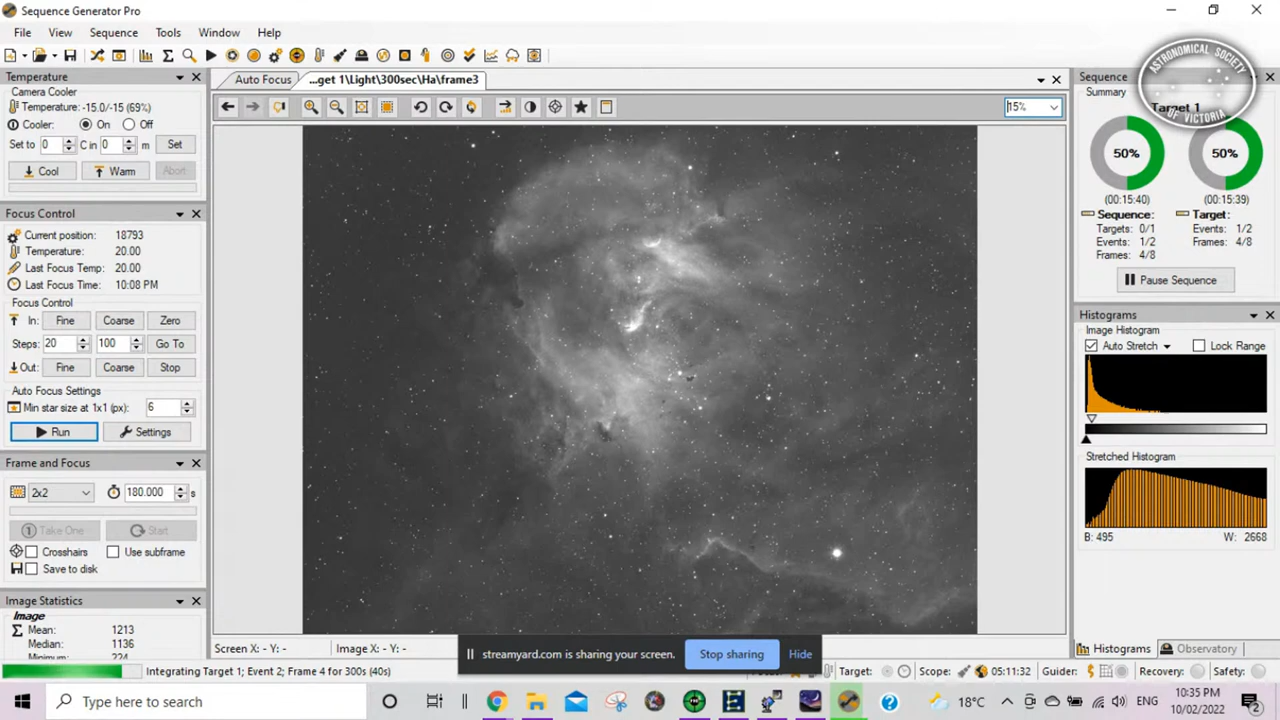 Sequence Generator Pro
File View Sequence Tools Window Help
Temperature
Camera Cooler
Temperature: -15.0/-15 (69%)
Cooler: On Off
Set to 0 C in 0 m Set
Cool Warm Abort
Focus Control
Current position: 18793
Temperature: 20.00
Last Focus Temp: 20.00
Last Focus Time: 10:08 PM
Focus Control
In: Fine Coarse Zero
Steps: 20 100 Go To
Out: Fine Coarse Stop
Auto Focus Settings
Min star size at 1x1 (px): 6
Run Settings
Frame and Focus
2x2 180.000 s
Take One Start
Crosshairs Use subframe
Save to disk
Image Statistics
Image
Mean: 1213
Median: 1136
Minimum: 224
Auto Focus ...get 1\Light\300sec\Ha\frame3
15%
Screen X: - Y: - Image X: - Y: -
streamyard.com is sharing your screen. Stop sharing Hide
Sequence
Summary
Target 1
ASTRONOMICAL SOCIETY
OF VICTORIA
50% 50%
(00:15:40) (00:15:39)
Sequence: Target:
Targets: 0/1 Events: 1/2
Events: 1/2 Frames: 4/8
Frames: 4/8
Pause Sequence
Histograms
Image Histogram
Auto Stretch Lock Range
Stretched Histogram
B: 495 W: 2668
Histograms Observatory
Integrating Target 1; Event 2; Frame 4 for 300s (40s)
Target: Scope: 05:11:32 Guider: Recovery: Safety:
Type here to search
18°C ENG 10:35 PM
10/02/2022
2